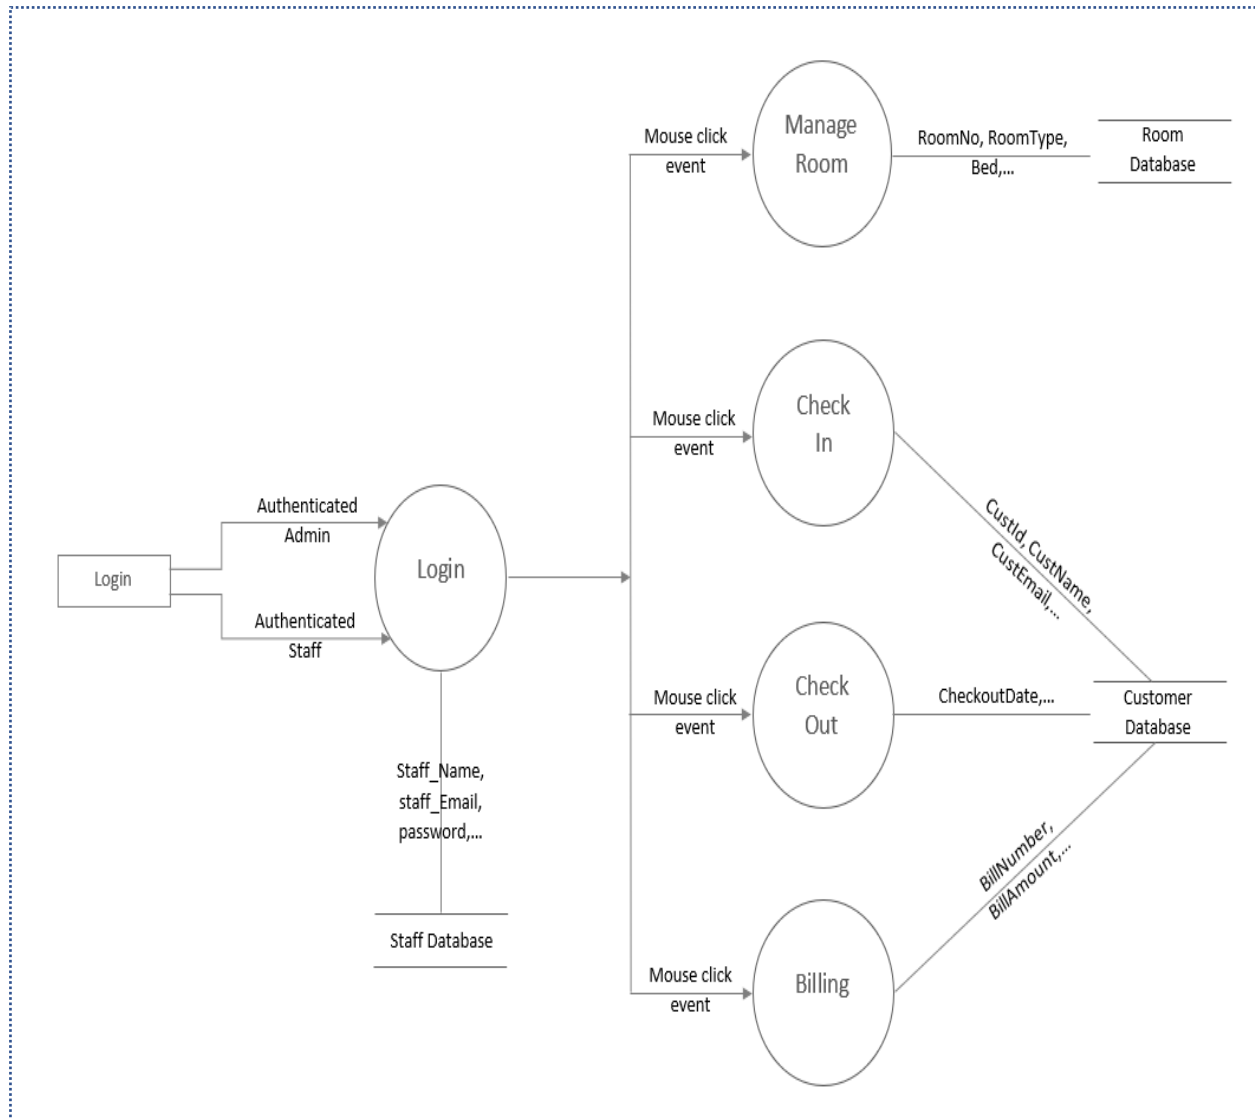 Mouse click
event
Manage
Room
RoomNo, RoomType,
Bed,...
Room
Database
Mouse click
event
Check
In
CustId, CustName,
CustEmail,...
Login
Authenticated
Admin
Authenticated
Staff
Login
Mouse click
event
Check
Out
CheckoutDate,...
Customer
Database
Staff_Name,
staff_Email,
password,...
Staff Database
BillNumber,
BillAmount,...
Mouse click
event
Billing